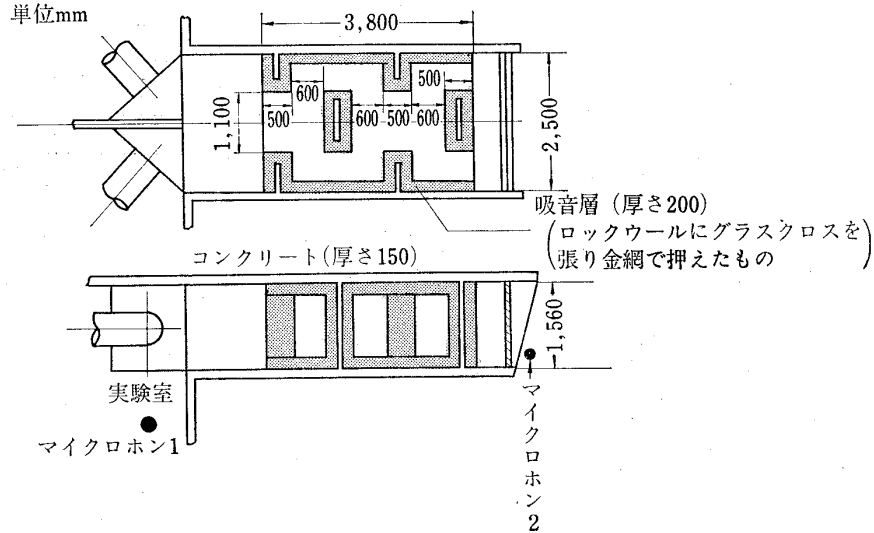 単位mm
3,800
500
600
1,100
500
600
500
600
2,500
吸音層（厚さ200）
（ロックウールにグラスクロスを
張り金網で押えたもの）
コンクリート(厚さ150)
1,560
実験室
マイクロホン1
マイクロホン2